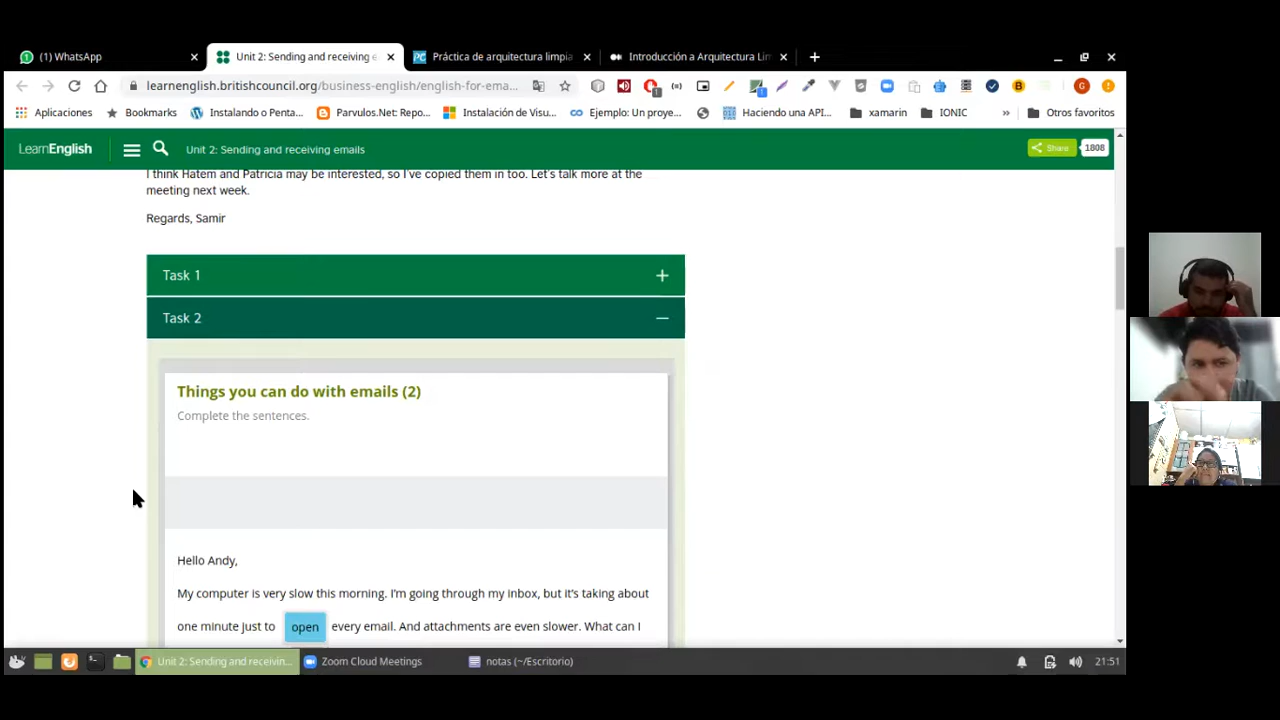 (1) WhatsApp
Unit 2: Sending and receiving e
Práctica de arquitectura limpia
Introducción a Arquitectura Lim
learnenglish.britishcouncil.org/business-english/english-for-ema...
Aplicaciones
Bookmarks
Instalando o Penta...
Parvulos.Net: Repo...
Instalación de Visu...
Ejemplo: Un proye...
Haciendo una API...
xamarin
IONIC
»
Otros favoritos
LearnEnglish
Unit 2: Sending and receiving emails
Share
1808
I think Hatem and Patricia may be interested, so I've copied them in too. Let's talk more at the
meeting next week.
Regards, Samir
Task 1
Task 2
Things you can do with emails (2)
Complete the sentences.
Hello Andy,
My computer is very slow this morning. I'm going through my inbox, but it's taking about
one minute just to open every email. And attachments are even slower. What can I
Unit 2: Sending and receivin...
Zoom Cloud Meetings
notas (~/Escritorio)
21:51